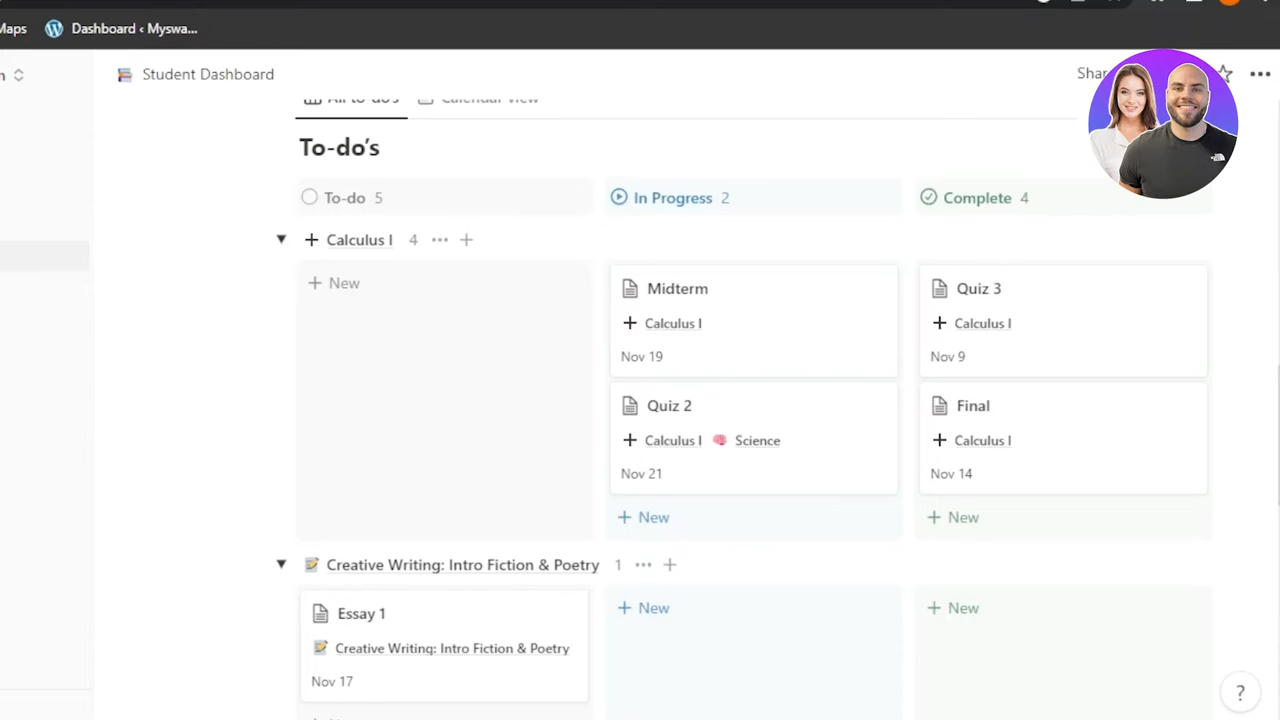 Maps
Dashboard ‹ Myswa...
n
Student Dashboard
Shar
All to-do's
Calendar view
To-do's
To-do 5
In Progress 2
Complete 4
Calculus I 4
New
Midterm
Calculus I
Nov 19
Quiz 3
Calculus I
Nov 9
Quiz 2
Calculus I Science
Nov 21
Final
Calculus I
Nov 14
+ New
+ New
Creative Writing: Intro Fiction & Poetry 1
Essay 1
Creative Writing: Intro Fiction & Poetry
Nov 17
+ New
+ New
?